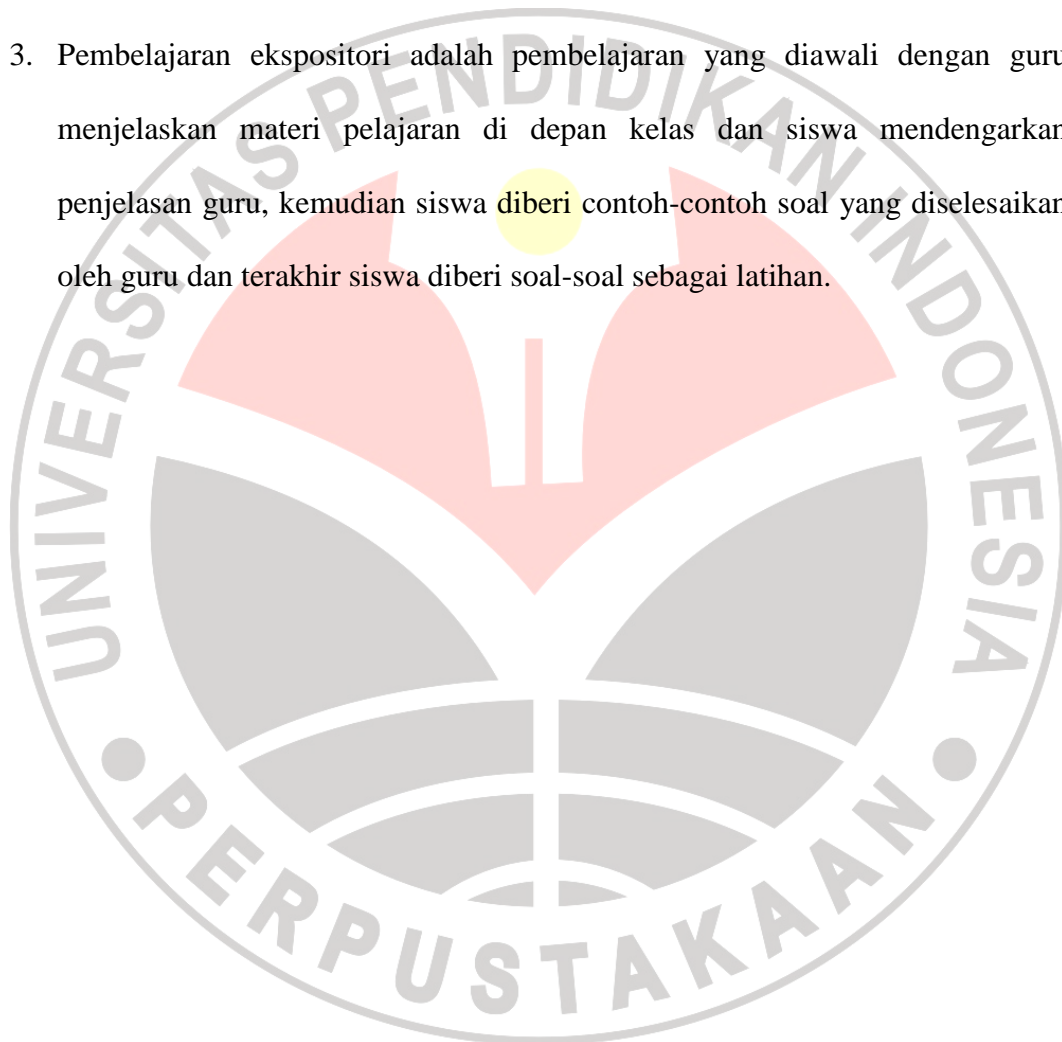 3. Pembelajaran ekspositori adalah pembelajaran yang diawali dengan guru
menjelaskan materi pelajaran di depan kelas dan siswa mendengarkan
penjelasan guru, kemudian siswa diberi contoh-contoh soal yang diselesaikan
oleh guru dan terakhir siswa diberi soal-soal sebagai latihan.
UNIVERSITAS PENDIDIKAN INDONESIA
PERPUSTAKAAN